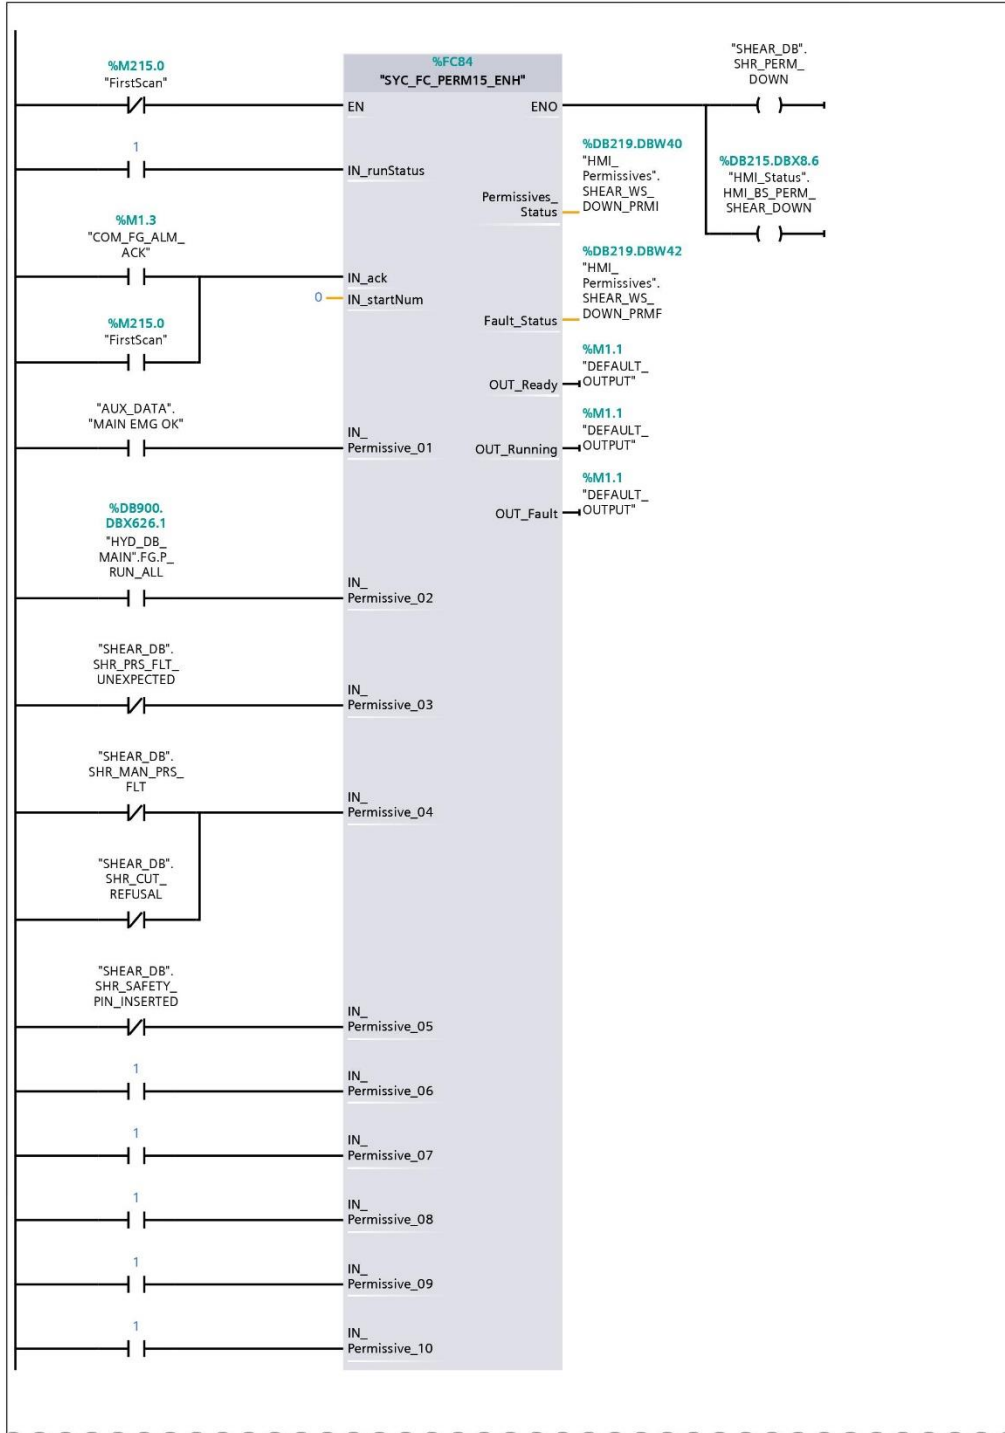 %M215.0
"FirstScan"
1
%M1.3
"COM_FG_ALM_
ACK"
%M215.0
"FirstScan"
"AUX_DATA".
"MAIN EMG OK"
%DB900.
DBX626.1
"HYD_DB_
MAIN".FG.P_
RUN_ALL
"SHEAR_DB".
SHR_PRS_FLT_
UNEXPECTED
"SHEAR_DB".
SHR_MAN_PRS_
FLT
"SHEAR_DB".
SHR_CUT_
REFUSAL
"SHEAR_DB".
SHR_SAFETY_
PIN_INSERTED
1
1
1
1
1
%FC84
"SYC_FC_PERM15_ENH"
EN
IN_runStatus
IN_ack
0
IN_startNum
IN_
Permissive_01
IN_
Permissive_02
IN_
Permissive_03
IN_
Permissive_04
IN_
Permissive_05
IN_
Permissive_06
IN_
Permissive_07
IN_
Permissive_08
IN_
Permissive_09
IN_
Permissive_10
ENO
Permissives_
Status
Fault_Status
OUT_Ready
OUT_Running
OUT_Fault
%DB219.DBW40
"HMI_
Permissives".
SHEAR_WS_
DOWN_PRMI
%DB219.DBW42
"HMI_
Permissives".
SHEAR_WS_
DOWN_PRMF
%M1.1
"DEFAULT_
OUTPUT"
%M1.1
"DEFAULT_
OUTPUT"
%M1.1
"DEFAULT_
OUTPUT"
"SHEAR_DB".
SHR_PERM_
DOWN
%DB215.DBX8.6
"HMI_Status".
HMI_BS_PERM_
SHEAR_DOWN